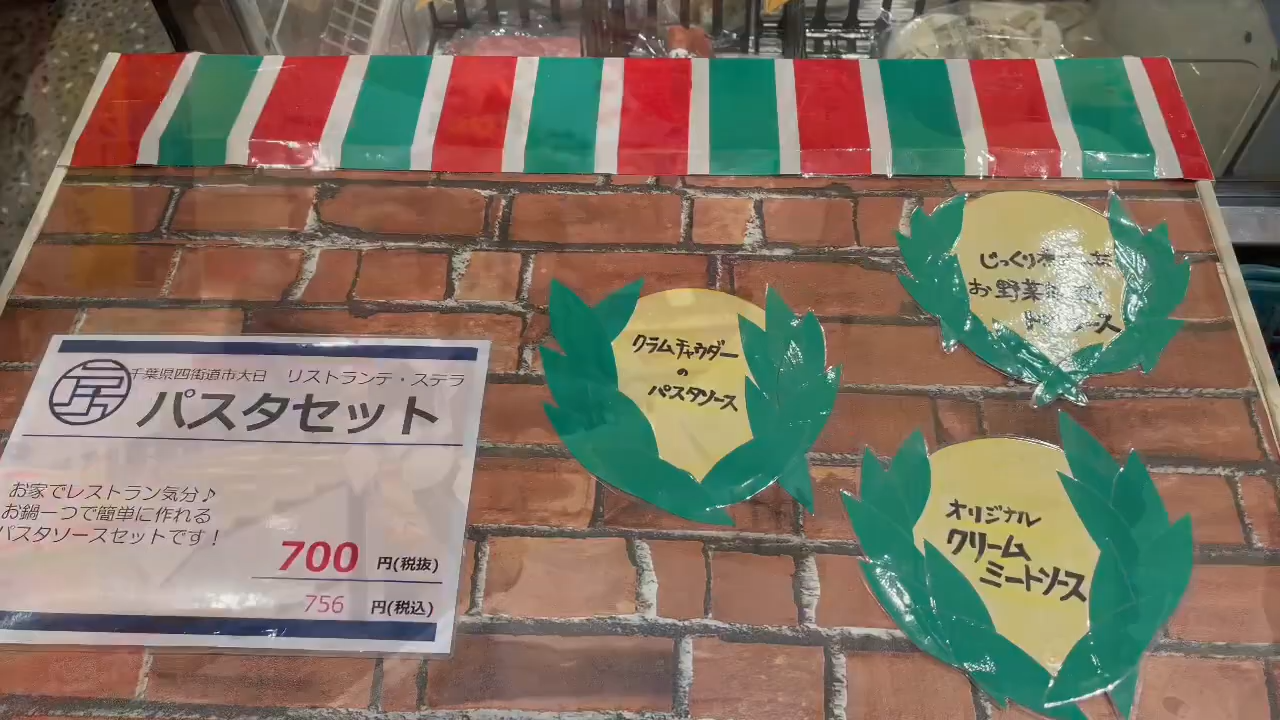 千葉県四街道市大日 リストランテ・ステラ
パスタセット
お家でレストラン気分♪
お鍋一つで簡単に作れる
パスタソースセットです！
700 円(税抜)
756 円(税込)
クラムチャウダー
の
パスタソース
じっくり
お野菜
ソース
オリジナル
クリーム
ミートソース